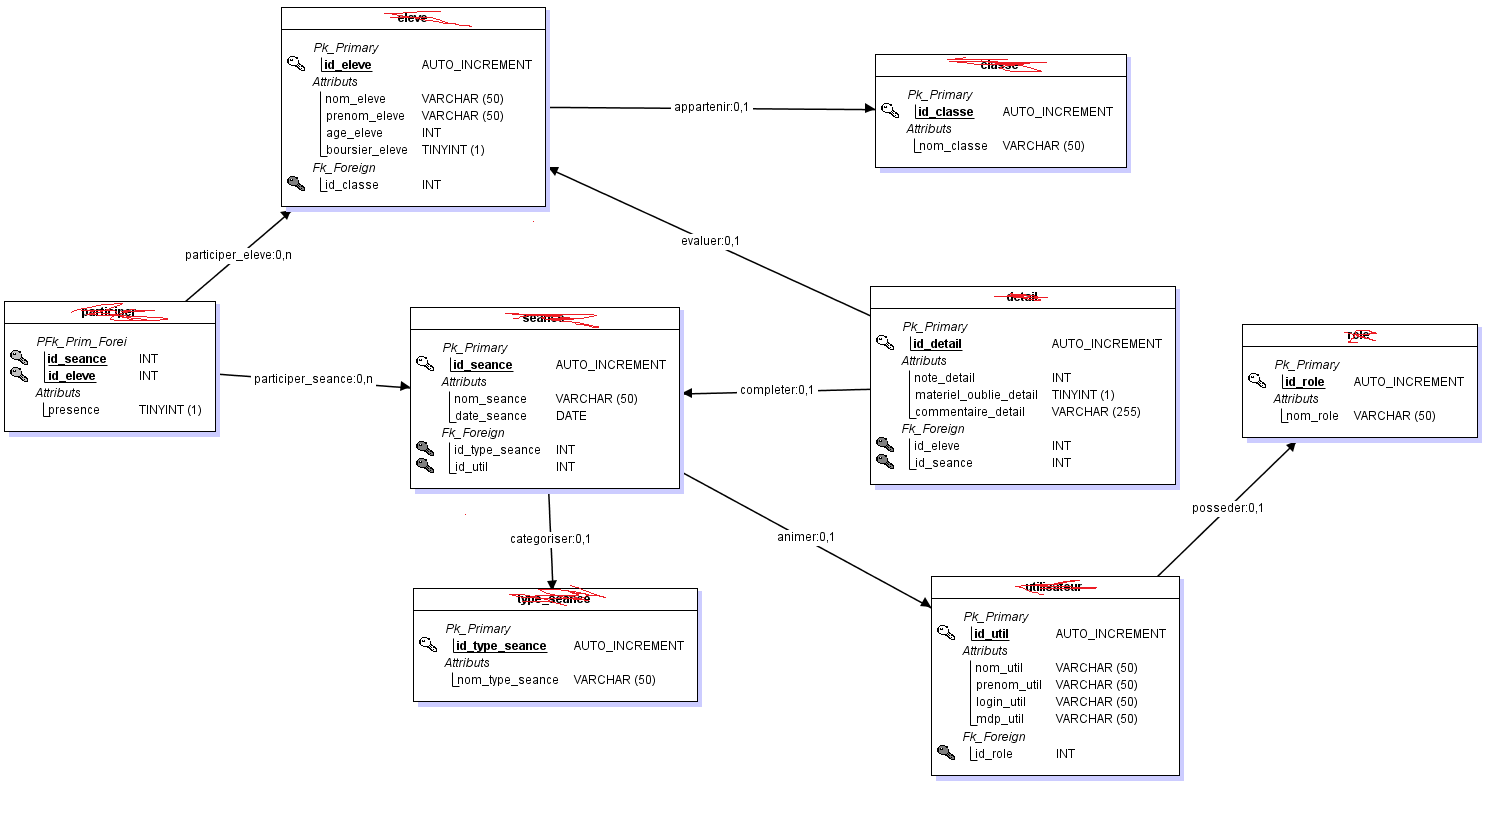 eleve
Pk_Primary
id_eleve AUTO_INCREMENT
Attributs
nom_eleve VARCHAR (50)
prenom_eleve VARCHAR (50)
age_eleve INT
boursier_eleve TINYINT (1)
Fk_Foreign
id_classe INT
appartenir:0,1
classe
Pk_Primary
id_classe AUTO_INCREMENT
Attributs
nom_classe VARCHAR (50)
participer_eleve:0,n
evaluer:0,1
participer
PFk_Prim_Forei
id_seance INT
id_eleve INT
Attributs
presence TINYINT (1)
participer_seance:0,n
seance
Pk_Primary
id_seance AUTO_INCREMENT
Attributs
nom_seance VARCHAR (50)
date_seance DATE
Fk_Foreign
id_type_seance INT
id_util INT
completer:0,1
detail
Pk_Primary
id_detail AUTO_INCREMENT
Attributs
note_detail INT
materiel_oublie_detail TINYINT (1)
commentaire_detail VARCHAR (255)
Fk_Foreign
id_eleve INT
id_seance INT
role
Pk_Primary
id_role AUTO_INCREMENT
Attributs
nom_role VARCHAR (50)
categoriser:0,1
animer:0,1
posseder:0,1
type_seance
Pk_Primary
id_type_seance AUTO_INCREMENT
Attributs
nom_type_seance VARCHAR (50)
utilisateur
Pk_Primary
id_util AUTO_INCREMENT
Attributs
nom_util VARCHAR (50)
prenom_util VARCHAR (50)
login_util VARCHAR (50)
mdp_util VARCHAR (50)
Fk_Foreign
id_role INT